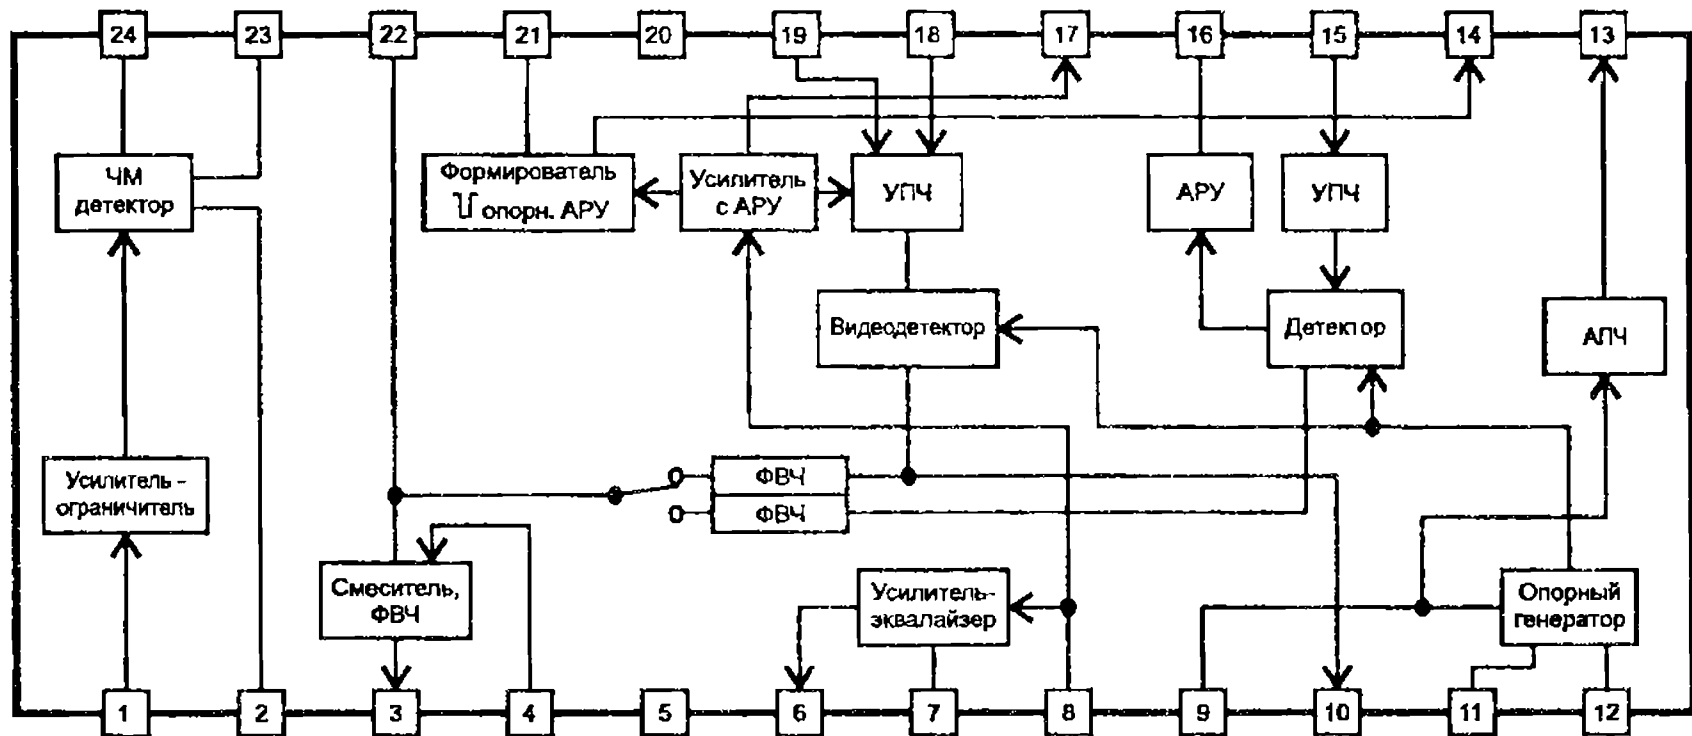 24 23 22 21 20 19 18 17 16 15 14 13
ЧМ
детектор
Формирователь
опорн. АРУ
Усилитель
с АРУ
УПЧ
АРУ
УПЧ
Видеодетектор
Детектор
АПЧ
Усилитель -
ограничитель
ФВЧ
ФВЧ
Смеситель,
ФВЧ
Усилитель-
эквалайзер
Опорный
генератор
1 2 3 4 5 6 7 8 9 10 11 12